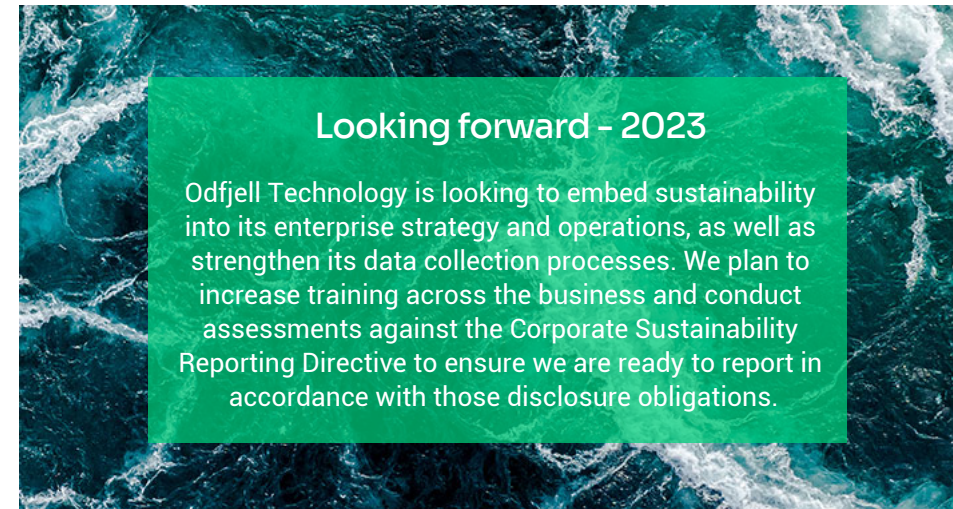 Looking forward - 2023
Odfjell Technology is looking to embed sustainability
into its enterprise strategy and operations, as well as
strengthen its data collection processes. We plan to
increase training across the business and conduct
assessments against the Corporate Sustainability
Reporting Directive to ensure we are ready to report in
accordance with those disclosure obligations.